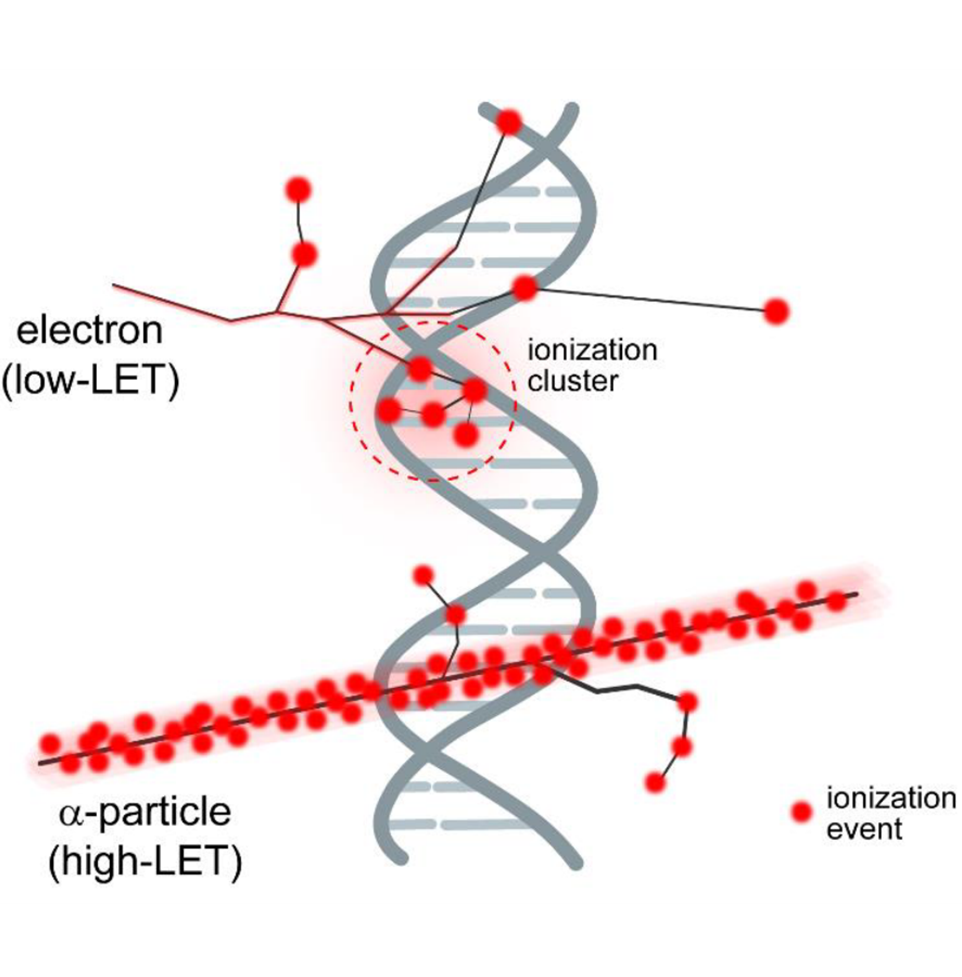 electron
(low-LET)
ionization
cluster
α-particle
(high-LET)
ionization
event